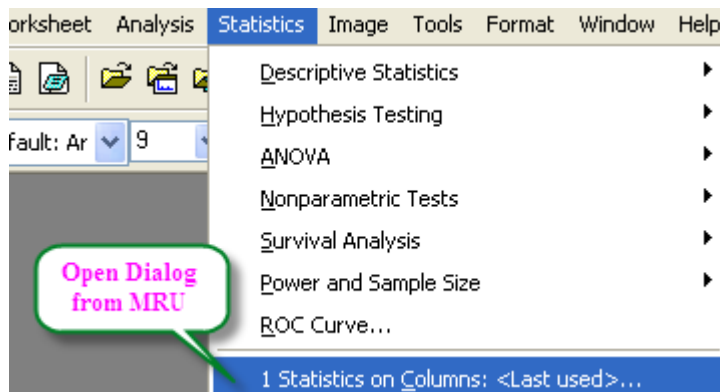 orksheet Analysis Statistics Image Tools Format Window Help
fault: Ar 9
Descriptive Statistics
Hypothesis Testing
ANOVA
Nonparametric Tests
Survival Analysis
Power and Sample Size
ROC Curve...
Open Dialog
from MRU
1 Statistics on Columns: <Last used>...